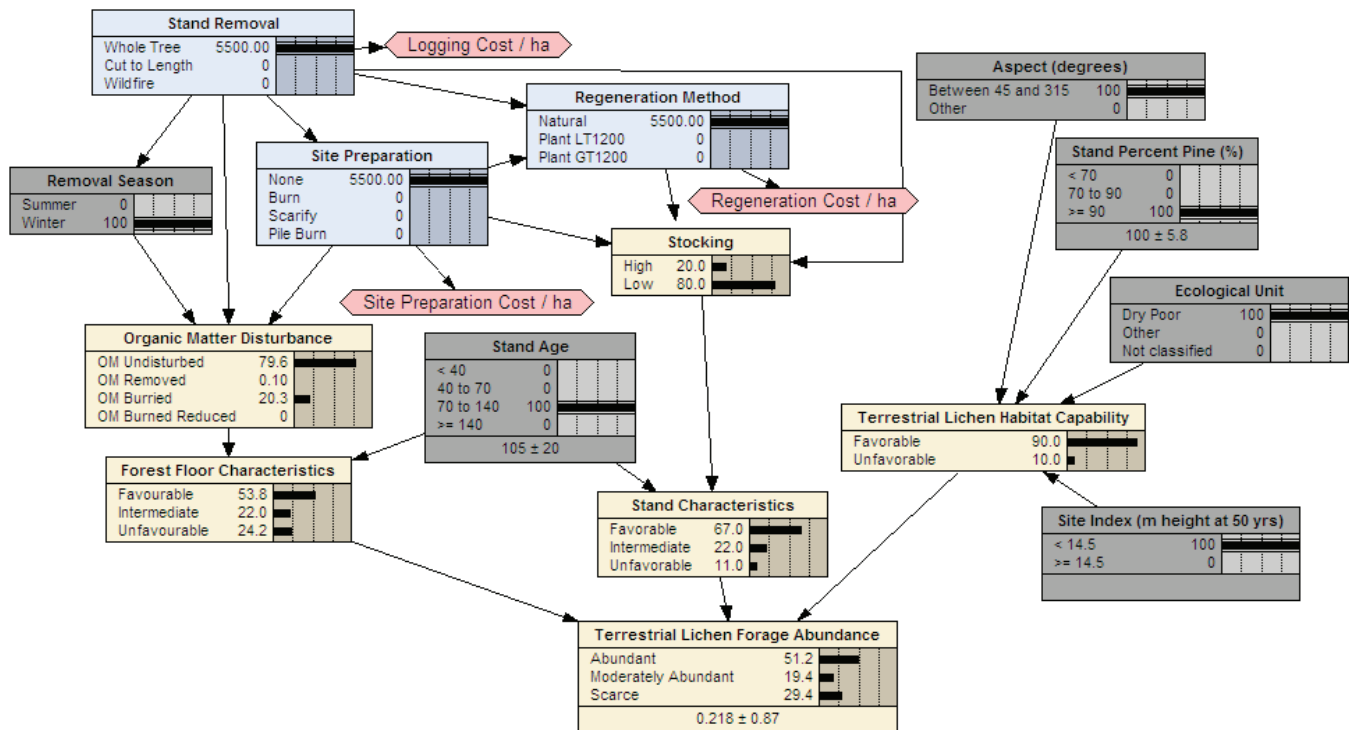 Stand Removal
Whole Tree 5500.00
Cut to Length 0
Wildfire 0
Logging Cost / ha
Aspect (degrees)
Between 45 and 315 100
Other 0
Regeneration Method
Natural 5500.00
Plant LT1200 0
Plant GT1200 0
Stand Percent Pine (%)
< 70 0
70 to 90 0
>= 90 100
100 ± 5.8
Site Preparation
None 5500.00
Burn 0
Scarify 0
Pile Burn 0
Removal Season
Summer 0
Winter 100
Regeneration Cost / ha
Stocking
High 20.0
Low 80.0
Site Preparation Cost / ha
Ecological Unit
Dry Poor 100
Other 0
Not classified 0
Organic Matter Disturbance
OM Undisturbed 79.6
OM Removed 0.10
OM Burried 20.3
OM Burned Reduced 0
Stand Age
< 40 0
40 to 70 0
70 to 140 100
>= 140 0
105 ± 20
Terrestrial Lichen Habitat Capability
Favorable 90.0
Unfavorable 10.0
Forest Floor Characteristics
Favourable 53.8
Intermediate 22.0
Unfavourable 24.2
Stand Characteristics
Favorable 67.0
Intermediate 22.0
Unfavorable 11.0
Site Index (m height at 50 yrs)
< 14.5 100
>= 14.5 0
Terrestrial Lichen Forage Abundance
Abundant 51.2
Moderately Abundant 19.4
Scarce 29.4
0.218 ± 0.87